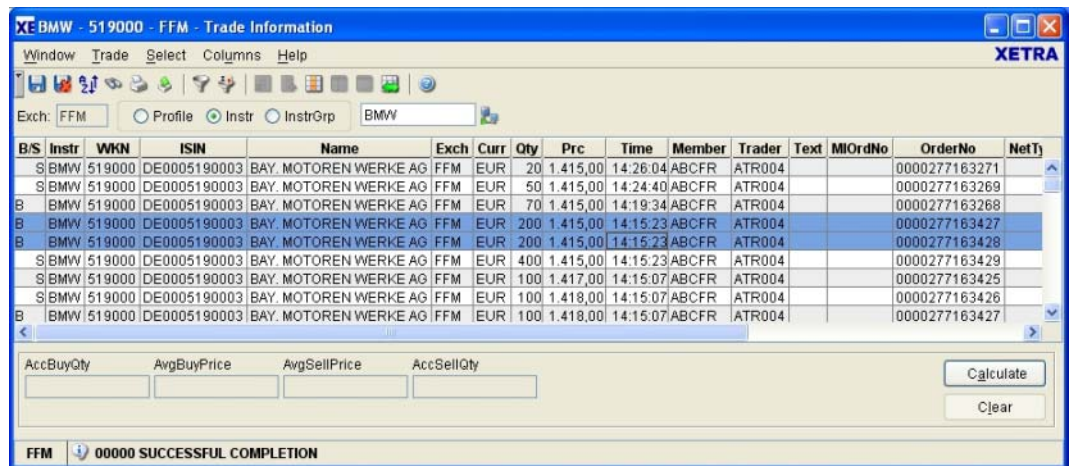 XE BMW - 519000 - FFM - Trade Information
Window Trade Select Columns Help XETRA
Exch: FFM Profile Instr InstrGrp BMW
B/S Instr WKN ISIN Name Exch Curr Qty Prc Time Member Trader Text MIOrdNo OrderNo NetTy
S BMW 519000 DE0005190003 BAY. MOTOREN WERKE AG FFM EUR 20 1.415,00 14:26:04 ABCFR ATR004 0000277163271
S BMW 519000 DE0005190003 BAY. MOTOREN WERKE AG FFM EUR 50 1.415,00 14:24:40 ABCFR ATR004 0000277163269
B BMW 519000 DE0005190003 BAY. MOTOREN WERKE AG FFM EUR 70 1.415,00 14:19:34 ABCFR ATR004 0000277163268
B BMW 519000 DE0005190003 BAY. MOTOREN WERKE AG FFM EUR 200 1.415,00 14:15:23 ABCFR ATR004 0000277163427
B BMW 519000 DE0005190003 BAY. MOTOREN WERKE AG FFM EUR 200 1.415,00 14:15:23 ABCFR ATR004 0000277163428
S BMW 519000 DE0005190003 BAY. MOTOREN WERKE AG FFM EUR 400 1.415,00 14:15:23 ABCFR ATR004 0000277163429
S BMW 519000 DE0005190003 BAY. MOTOREN WERKE AG FFM EUR 100 1.417,00 14:15:07 ABCFR ATR004 0000277163425
S BMW 519000 DE0005190003 BAY. MOTOREN WERKE AG FFM EUR 100 1.418,00 14:15:07 ABCFR ATR004 0000277163426
B BMW 519000 DE0005190003 BAY. MOTOREN WERKE AG FFM EUR 100 1.418,00 14:15:07 ABCFR ATR004 0000277163427
AccBuyQty AvgBuyPrice AvgSellPrice AccSellQty
Calculate
Clear
FFM 00000 SUCCESSFUL COMPLETION